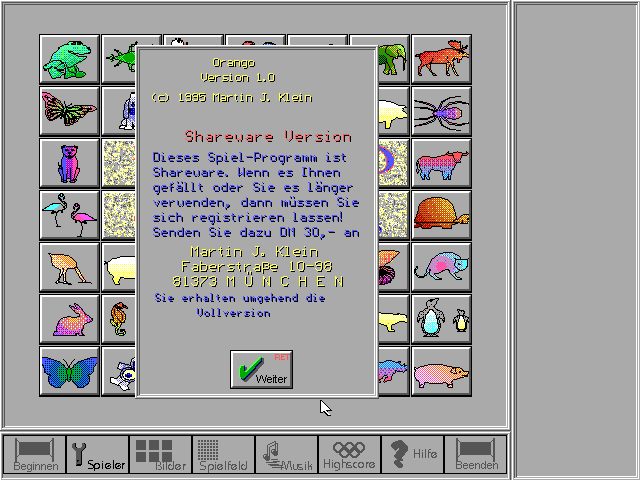 Orango
Version 1.0
(c) 1995 Martin J. Klein
Shareware Version
Dieses Spiel-Programm ist
Shareware. Wenn es Ihnen
gefällt oder Sie es länger
verwenden, dann müssen Sie
sich registrieren lassen!
Senden Sie dazu DM 30,- an
Martin J. Klein
Faberstraße 10-98
81373 M Ü N C H E N
Sie erhalten umgehend die
Vollversion
RET
Weiter
Beginnen
Spieler
Bilder
Spielfeld
Musik
Highscore
Hilfe
Beenden